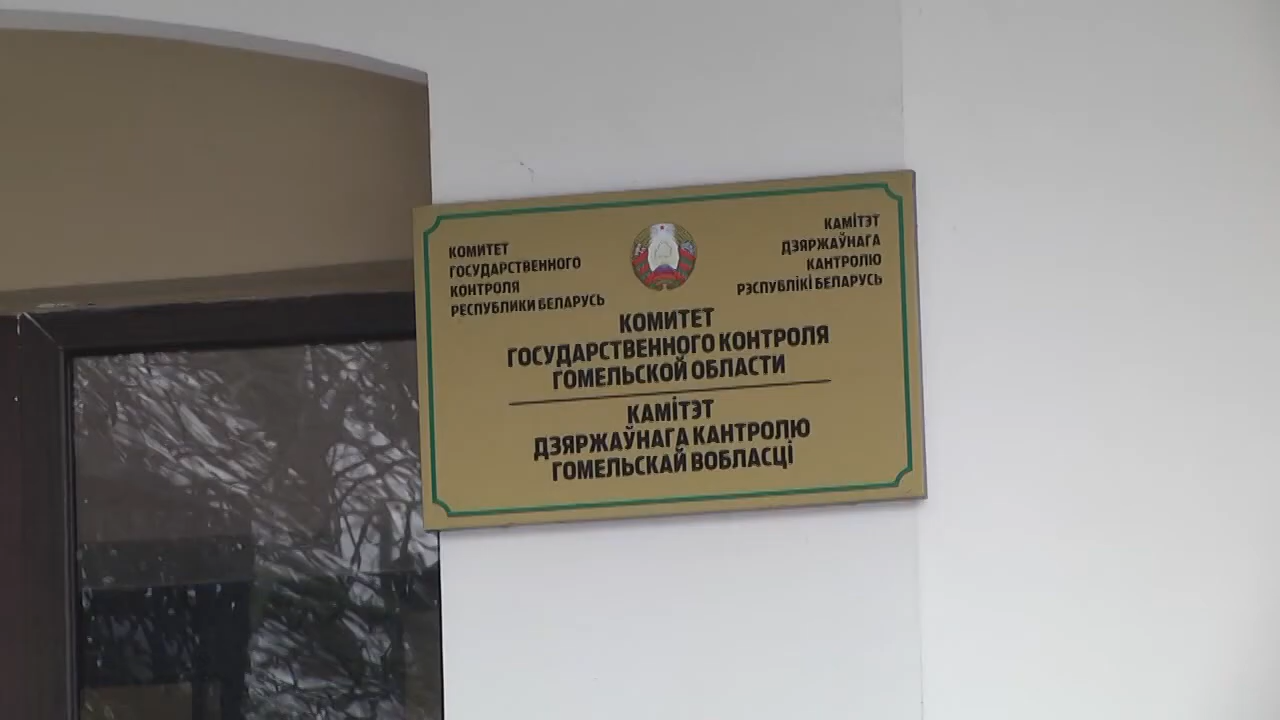 КОМИТЕТ
ГОСУДАРСТВЕННОГО
КОНТРОЛЯ
РЕСПУБЛИКИ БЕЛАРУСЬ
КАМІТЭТ
ДЗЯРЖАЎНАГА
КАНТРОЛЮ
РЭСПУБЛІКІ БЕЛАРУСЬ
КОМИТЕТ
ГОСУДАРСТВЕННОГО КОНТРОЛЯ
ГОМЕЛЬСКОЙ ОБЛАСТИ
КАМІТЭТ
ДЗЯРЖАЎНАГА КАНТРОЛЮ
ГОМЕЛЬСКАЙ ВОБЛАСЦІ